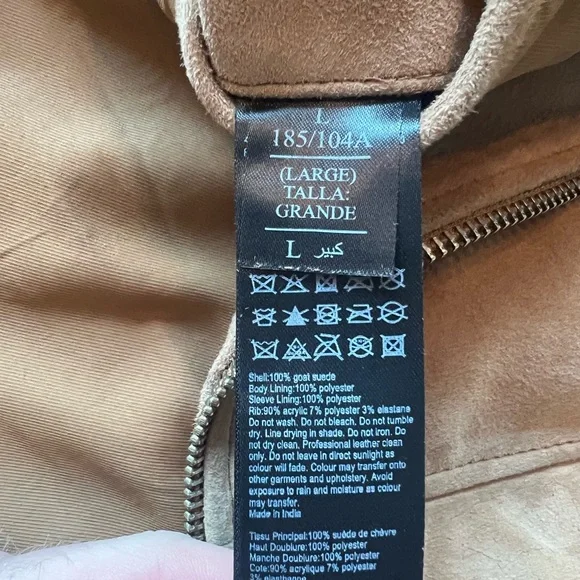 L
185/104A
(LARGE)
TALLA:
GRANDE
L كبير
Shell:100% goat suede
Body Lining:100% polyester
Sleeve Lining:100% polyester
Rib:90% acrylic 7% polyester 3% elastane
Do not wash. Do not bleach. Do not tumble
dry. Line drying in shade. Do not iron. Do
not dry clean. Professional leather clean
only. Do not leave in direct sunlight as
colour will fade. Colour may transfer onto
other garments and upholstery. Avoid
exposure to rain and moisture as colour
may transfer.
Made in India
Tissu Principal:100% suède de chèvre
Haut Doublure:100% polyester
Manche Doublure:100% polyester
Cote:90% acrylique 7% polyester
3% elasthanne